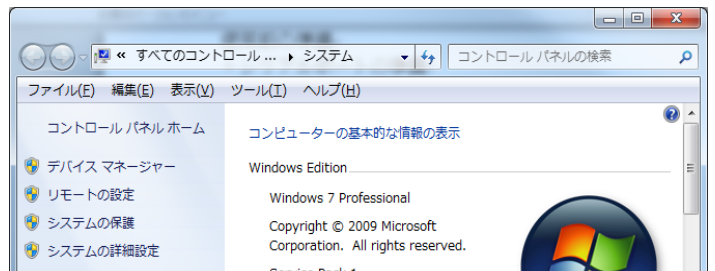 « すべてのコントロール ... ▸ システム
コントロール パネルの検索
ファイル(F) 編集(E) 表示(V) ツール(T) ヘルプ(H)
コントロール パネル ホーム
デバイス マネージャー
リモートの設定
システムの保護
システムの詳細設定
コンピューターの基本的な情報の表示
Windows Edition
Windows 7 Professional
Copyright © 2009 Microsoft
Corporation. All rights reserved.